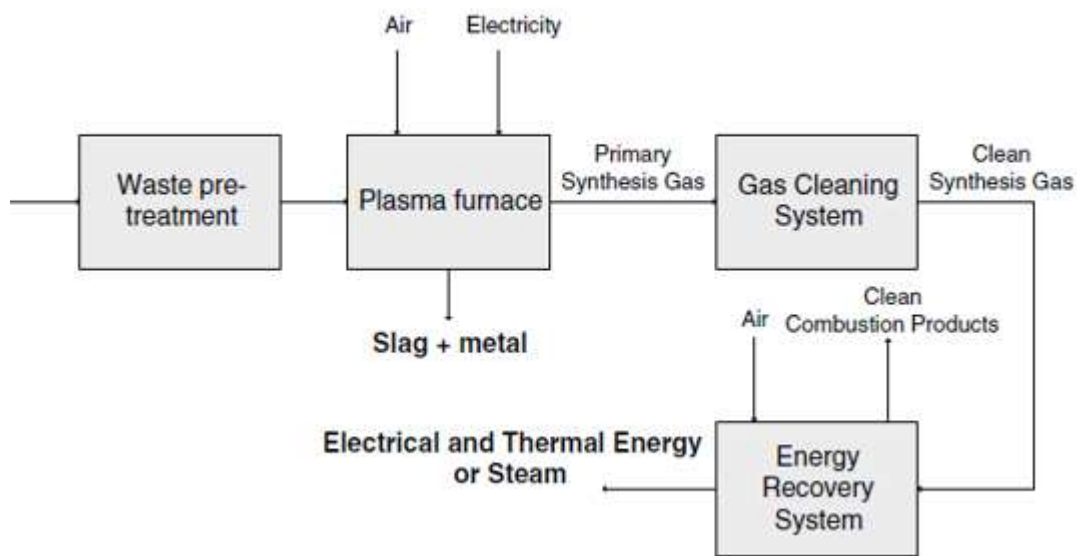 Air
Electricity
Waste pre-
treatment
Plasma furnace
Primary
Synthesis Gas
Gas Cleaning
System
Clean
Synthesis Gas
Slag + metal
Air
Clean
Combustion Products
Electrical and Thermal Energy
or Steam
Energy
Recovery
System